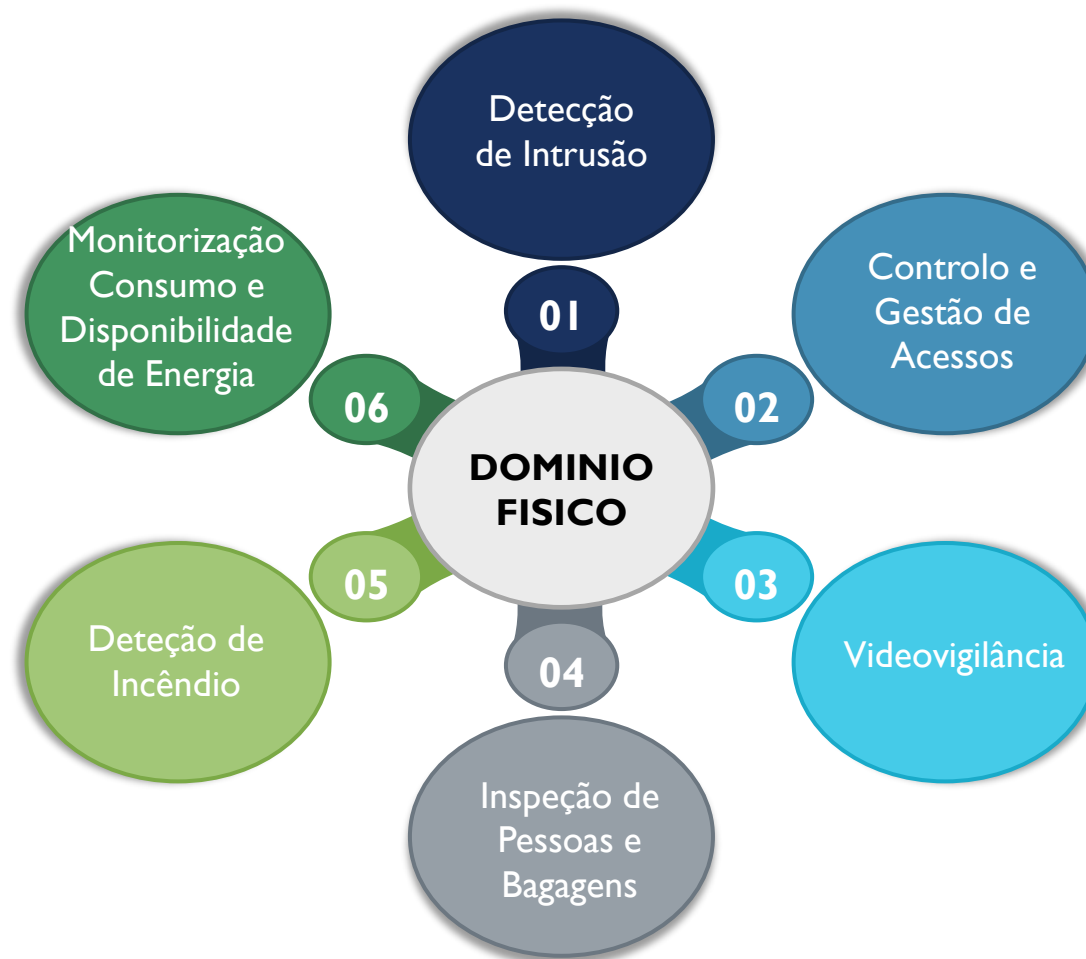 Detecção
de Intrusão
01
Controlo e
Gestão de
Acessos
02
Videovigilância
03
Inspeção de
Pessoas e
Bagagens
04
Deteção de
Incêndio
05
Monitorização
Consumo e
Disponibilidade
de Energia
06
DOMINIO
FISICO